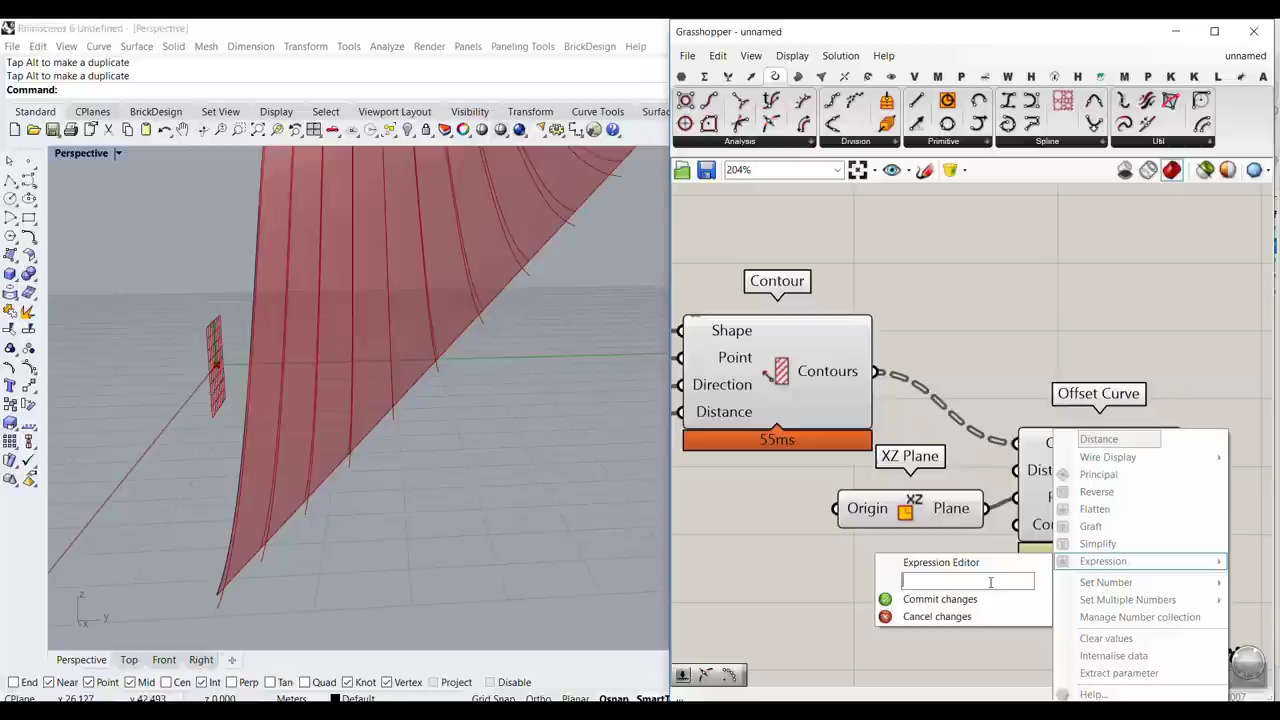 Rhinoceros 6 Undefined - [Perspective]
File Edit View Curve Surface Solid Mesh Dimension Transform Tools Analyze Render Panels Paneling Tools BrickDesign Help
Tap Alt to make a duplicate
Tap Alt to make a duplicate
Command:
Standard CPlanes BrickDesign Set View Display Select Viewport Layout Visibility Transform Curve Tools Surfac
Perspective
z
x y
Perspective Top Front Right
End Near Point Mid Cen Int Perp Tan Quad Knot Vertex Project Disable
CPlane x 26.127 y 42.493 z 0.000 Meters Default Grid Snap Ortho Planar Osnap SmartT
Grasshopper - unnamed
File Edit View Display Solution Help unnamed
V M P W H H M P K K L A
Analysis Division Primitive Spline Util
204%
Contour
Shape
Point
Direction
Distance
Contours
55ms
XZ Plane
Origin XZ Plane
Offset Curve
C
Dist
Co
Distance
Wire Display
Principal
Reverse
Flatten
Graft
Simplify
Expression
Set Number
Set Multiple Numbers
Manage Number collection
Clear values
Internalise data
Extract parameter
Help...
Expression Editor
Commit changes
Cancel changes